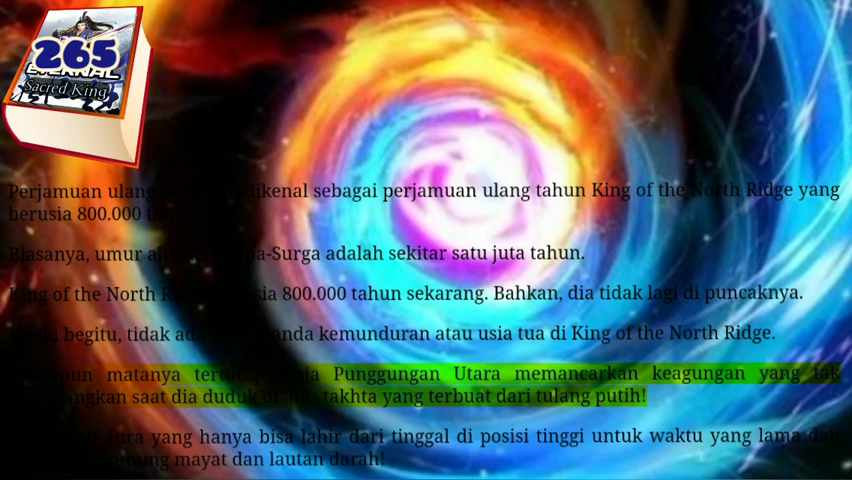 265
ETERNAL
Sacred King
Perjamuan ulang dikenal sebagai perjamuan ulang tahun King of the North Ridge yang
berusia 800.000
Biasanya, umur adalah sekitar satu juta tahun.
King of the North 800.000 tahun sekarang. Bahkan, dia tidak lagi di puncaknya.
begitu, tidak kemunduran atau usia tua di King of the North Ridge.
matanya Punggungan Utara memancarkan keagungan yang tak
saat dia duduk di takhta yang terbuat dari tulang putih!
aura yang hanya bisa lahir dari tinggal di posisi tinggi untuk waktu yang lama dan
mayat dan lautan darah!